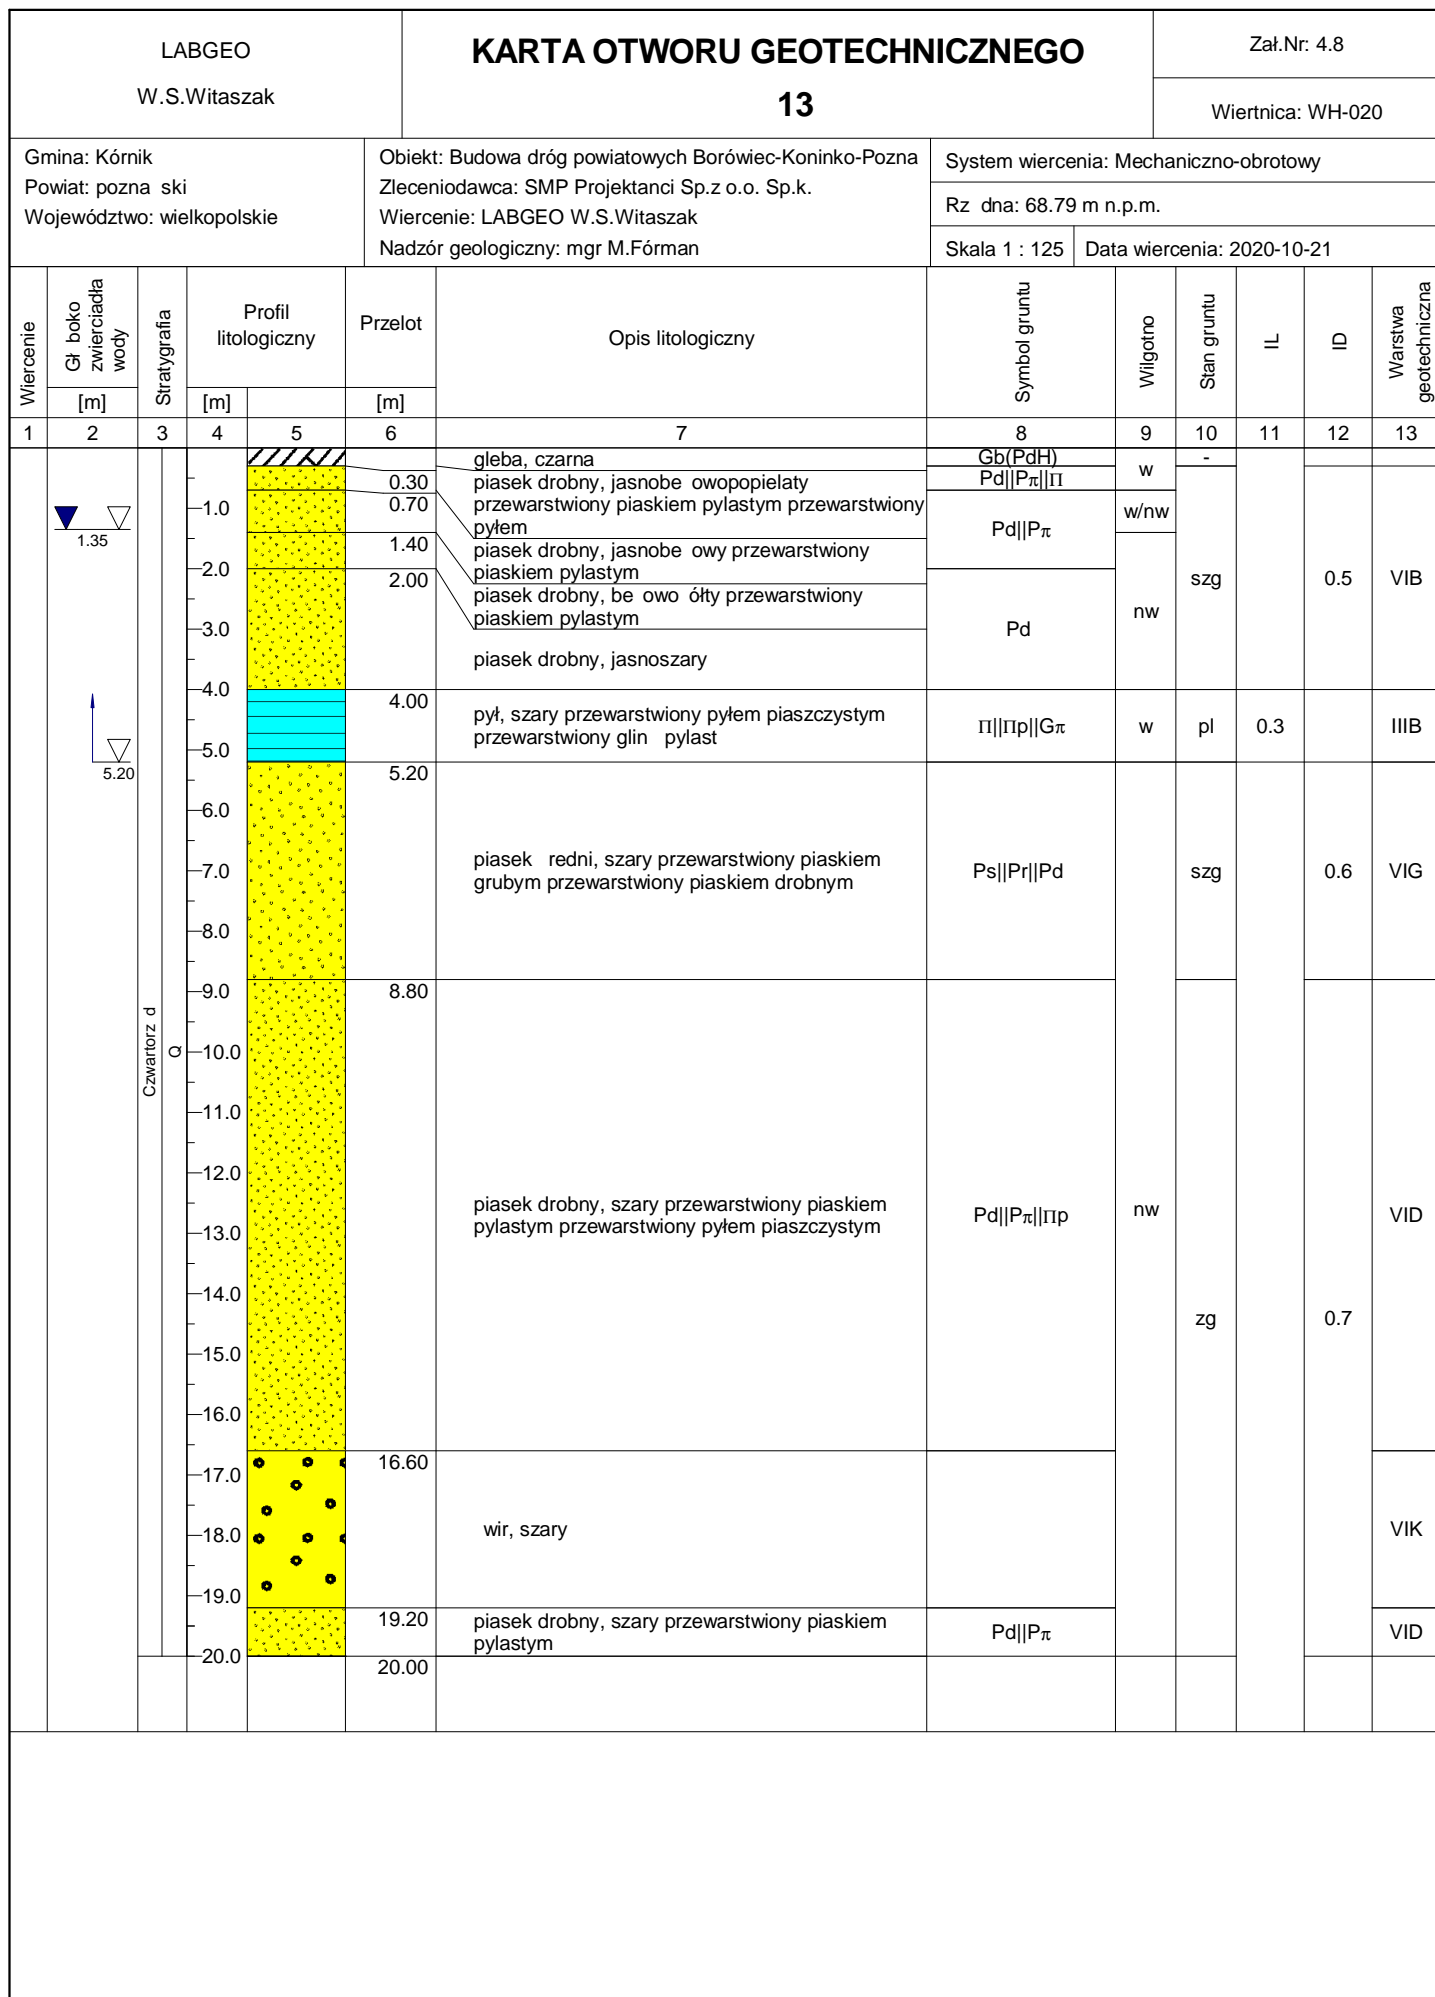 LABGEO
W.S.Witaszak
KARTA OTWORU GEOTECHNICZNEGO
13
Zał.Nr: 4.8
Wiertnica: WH-020
Gmina: Kórnik
Powiat: pozna ski
Województwo: wielkopolskie
Obiekt: Budowa dróg powiatowych Borówiec-Koninko-Pozna
Zleceniodawca: SMP Projektanci Sp.z o.o. Sp.k.
Wiercenie: LABGEO W.S.Witaszak
Nadzór geologiczny: mgr M.Fórman
System wiercenia: Mechaniczno-obrotowy
Rz dna: 68.79 m n.p.m.
Skala 1 : 125
Data wiercenia: 2020-10-21
Wiercenie
Gł boko
zwierciadła
wody
[m]
Stratygrafia
Profil
litologiczny
[m]
Przelot
[m]
Opis litologiczny
Symbol gruntu
Wilgotno
Stan gruntu
IL
ID
Warstwa
geotechniczna
1 2 3 4 5 6 7 8 9 10 11 12 13
1.35
5.20
Czwartorz d
Q
-1.0
-2.0
-3.0
-4.0
-5.0
-6.0
-7.0
-8.0
-9.0
-10.0
-11.0
-12.0
-13.0
-14.0
-15.0
-16.0
-17.0
-18.0
-19.0
-20.0
0.30
0.70
1.40
2.00
4.00
5.20
8.80
16.60
19.20
20.00
gleba, czarna
piasek drobny, jasnobe owopopielaty
przewarstwiony piaskiem pylastym przewarstwiony
pyłem
piasek drobny, jasnobe owy przewarstwiony
piaskiem pylastym
piasek drobny, be owo ółty przewarstwiony
piaskiem pylastym
piasek drobny, jasnoszary
pył, szary przewarstwiony pyłem piaszczystym
przewarstwiony glin pylast
piasek redni, szary przewarstwiony piaskiem
grubym przewarstwiony piaskiem drobnym
piasek drobny, szary przewarstwiony piaskiem
pylastym przewarstwiony pyłem piaszczystym
wir, szary
piasek drobny, szary przewarstwiony piaskiem
pylastym
Gb(PdH)
Pd||Pπ||Π
Pd||Pπ
Pd
Π||Πp||Gπ
Ps||Pr||Pd
Pd||Pπ||Πp
Pd||Pπ
w
w/nw
nw
w
nw
-
szg
pl
szg
zg
0.3
0.5
0.6
0.7
VIB
IIIB
VIG
VID
VIK
VID